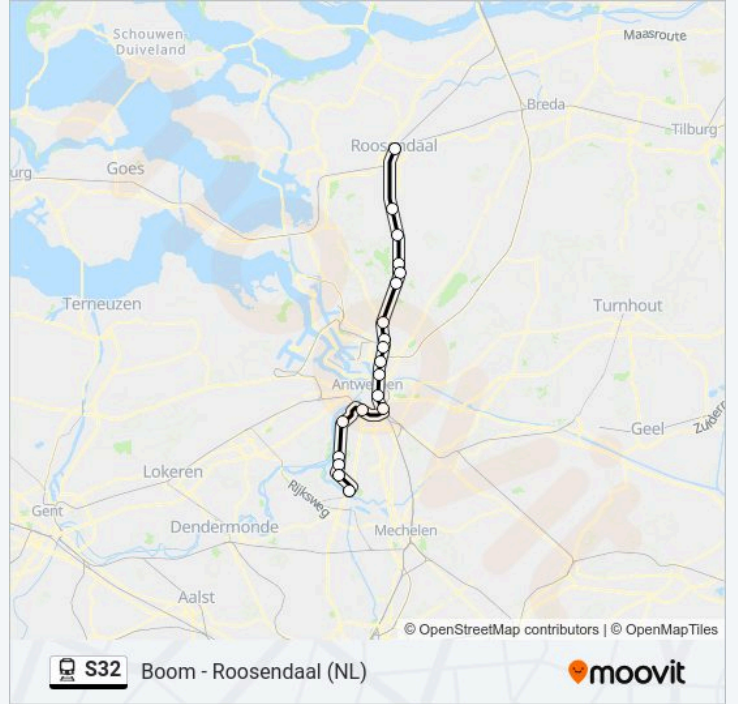 Schouwen
Duiveland
Maasroute
Breda
Tilburg
Roosendaal
Goes
urg
Terneuzen
Turnhout
Antwerpen
Geel
Lokeren
Rijksweg
Gent
Dendermonde
Mechelen
Aalst
A
© OpenStreetMap contributors | © OpenMapTiles
S32 Boom - Roosendaal (NL)
moovit